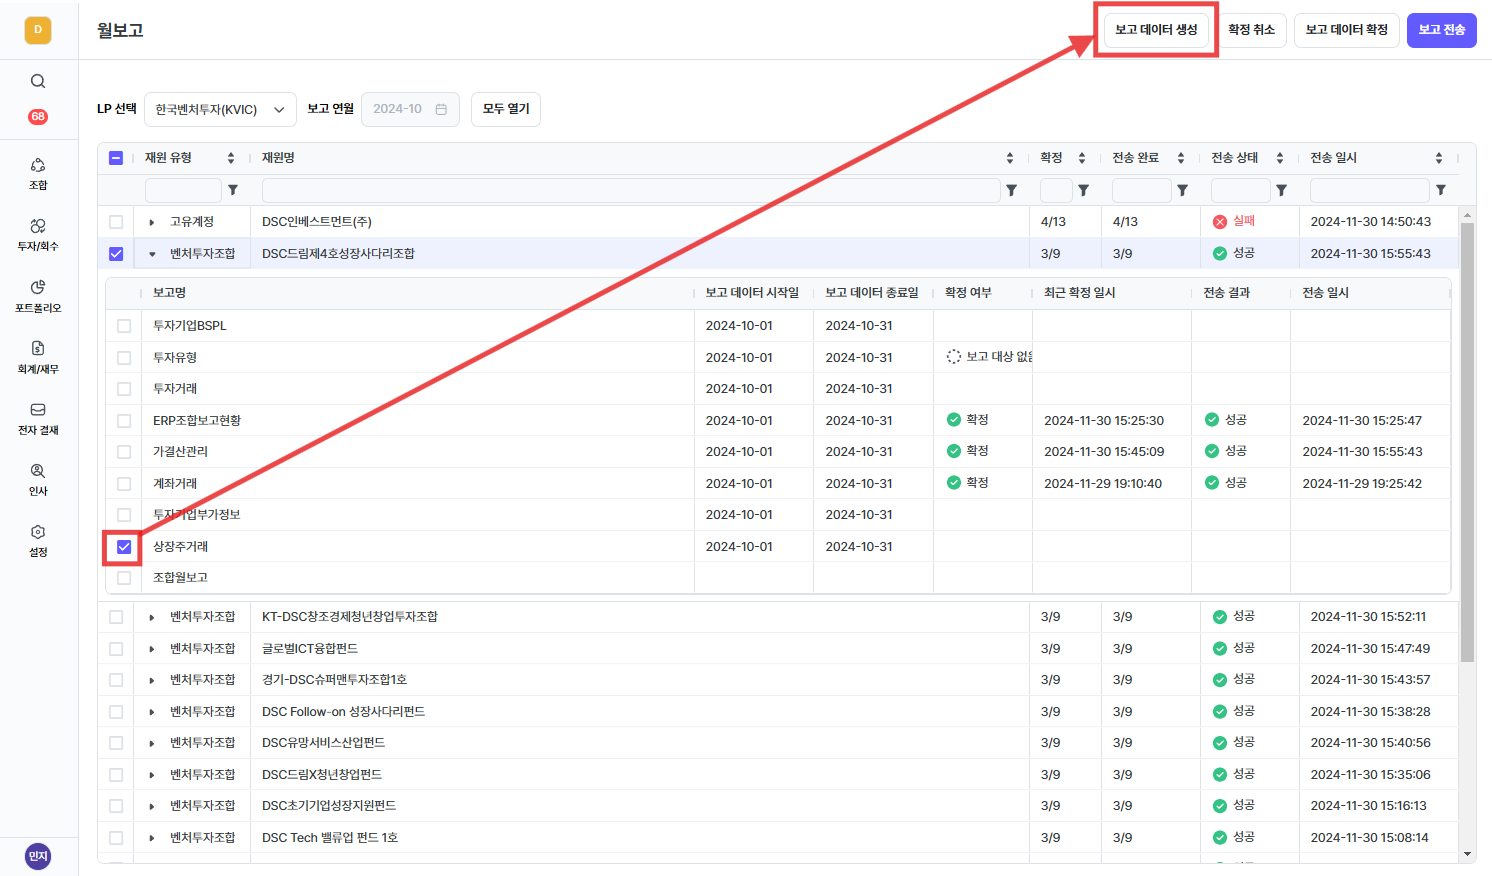 D
월보고
보고 데이터 생성
확정 취소
보고 데이터 확정
보고 전송
68
조합
투자/회수
포트폴리오
회계/재무
전자 결재
인사
설정
민지
LP 선택
한국벤처투자(KVIC)
보고 연월
2024-10
모두 열기
재원 유형 재원명 확정 전송 완료 전송 상태 전송 일시
고유계정 DSC인베스트먼트(주) 4/13 4/13 실패 2024-11-30 14:50:43
벤처투자조합 DSC드림제4호성장사다리조합 3/9 3/9 성공 2024-11-30 15:55:43
보고명 보고 데이터 시작일 보고 데이터 종료일 확정 여부 최근 확정 일시 전송 결과 전송 일시
투자기업BSPL 2024-10-01 2024-10-31
투자유형 2024-10-01 2024-10-31 보고 대상 없음
투자거래 2024-10-01 2024-10-31
ERP조합보고현황 2024-10-01 2024-10-31 확정 2024-11-30 15:25:30 성공 2024-11-30 15:25:47
가결산관리 2024-10-01 2024-10-31 확정 2024-11-30 15:45:09 성공 2024-11-30 15:55:43
계좌거래 2024-10-01 2024-10-31 확정 2024-11-29 19:10:40 성공 2024-11-29 19:25:42
투자기업부가정보 2024-10-01 2024-10-31
상장주거래 2024-10-01 2024-10-31
조합월보고
벤처투자조합 KT-DSC창조경제청년창업투자조합 3/9 3/9 성공 2024-11-30 15:52:11
벤처투자조합 글로벌ICT융합펀드 3/9 3/9 성공 2024-11-30 15:47:49
벤처투자조합 경기-DSC슈퍼맨투자조합1호 3/9 3/9 성공 2024-11-30 15:43:57
벤처투자조합 DSC Follow-on 성장사다리펀드 3/9 3/9 성공 2024-11-30 15:38:28
벤처투자조합 DSC유망서비스산업펀드 3/9 3/9 성공 2024-11-30 15:40:56
벤처투자조합 DSC드림X청년창업펀드 3/9 3/9 성공 2024-11-30 15:35:06
벤처투자조합 DSC초기기업성장지원펀드 3/9 3/9 성공 2024-11-30 15:16:13
벤처투자조합 DSC Tech 밸류업 펀드 1호 3/9 3/9 성공 2024-11-30 15:08:14